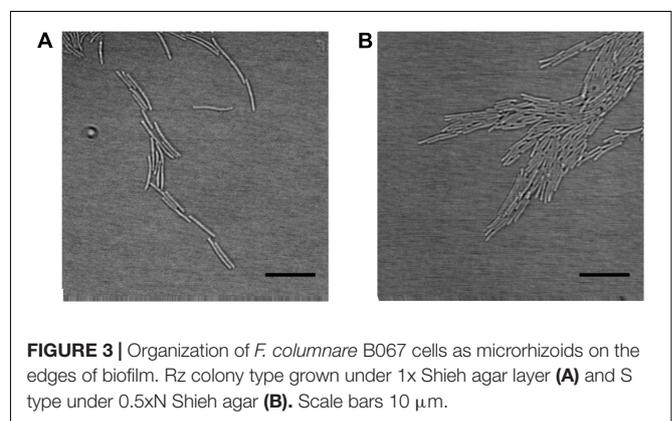 A
B
FIGURE 3 | Organization of F. columnare B067 cells as microrhizoids on the
edges of biofilm. Rz colony type grown under 1x Shieh agar layer (A) and S
type under 0.5xN Shieh agar (B). Scale bars 10 μm.